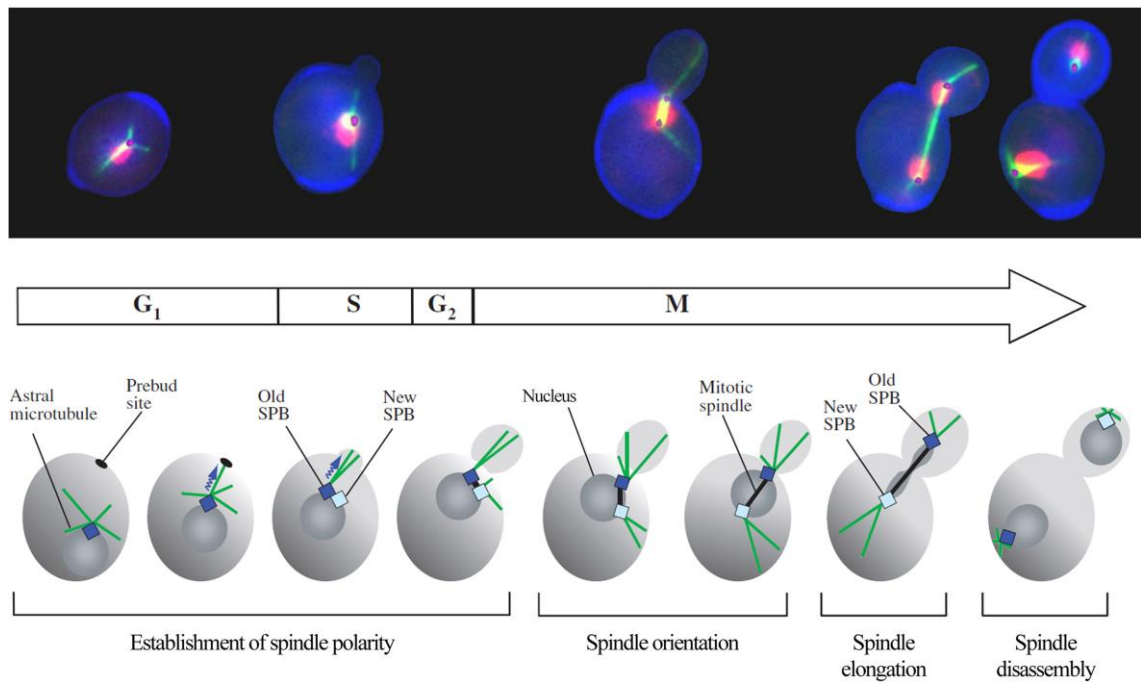 G1
S
G2
M
Astral
microtubule
Prebud
site
Old
SPB
New
SPB
Nucleus
Mitotic
spindle
New
SPB
Old
SPB
Establishment of spindle polarity
Spindle orientation
Spindle
elongation
Spindle
disassembly